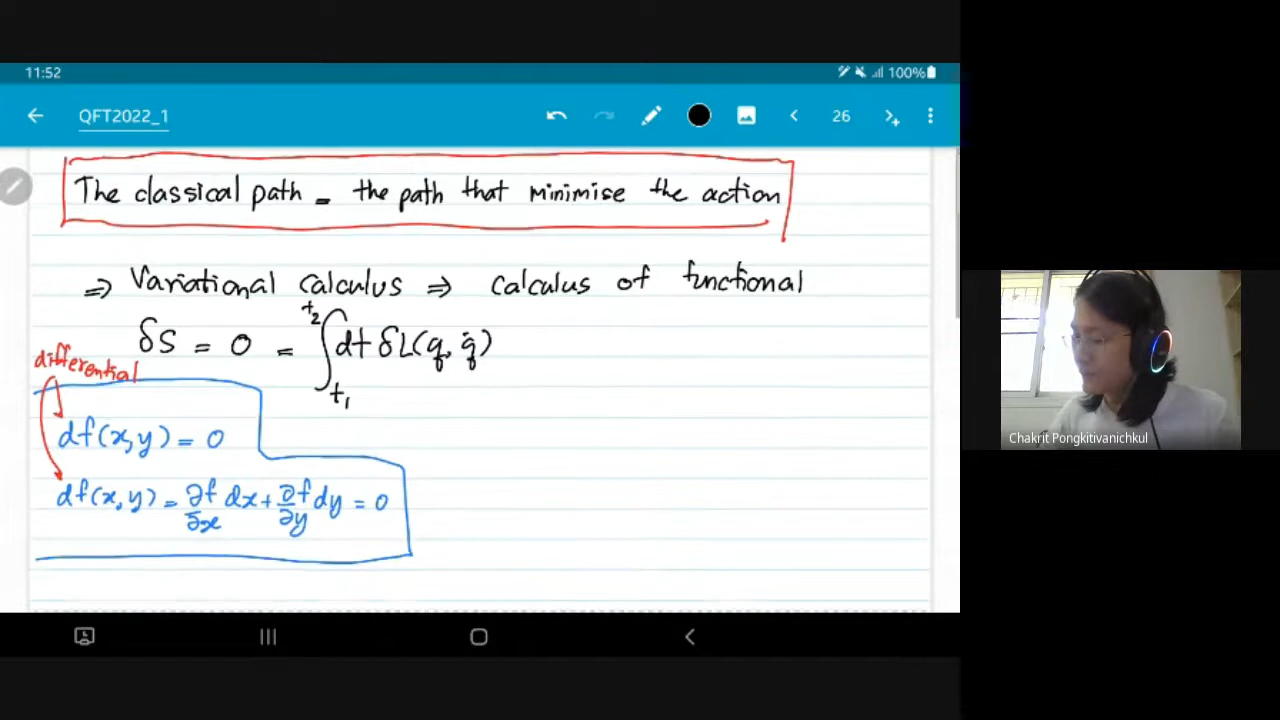 11:52
100%
QFT2022_1
26
The classical path = the path that minimise the action
⇒ Variational calculus ⇒ calculus of functional
δS = 0 = ∫_{t₁}^{t₂} dt δL(q, q̇)
differential
df(x,y) = 0
df(x,y) = ∂f/∂x dx + ∂f/∂y dy = 0
Chakrit Pongkitivanichkul